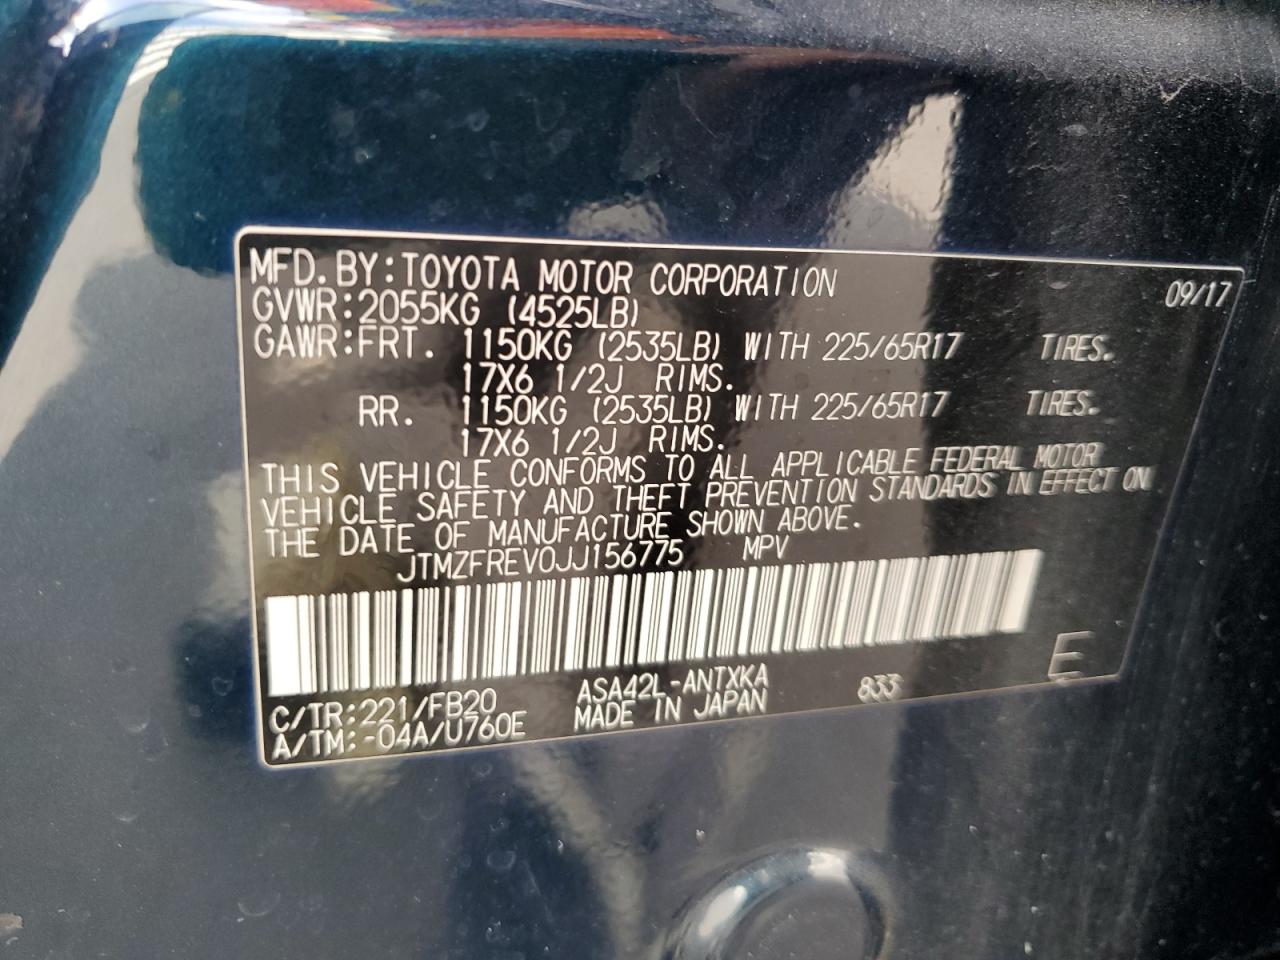 MFD. BY: TOYOTA MOTOR CORPORATION 09/17
GVWR: 2055KG (4525LB)
GAWR: FRT. 1150KG (2535LB) WITH 225/65R17 TIRES.
17X6 1/2J RIMS.
RR. 1150KG (2535LB) WITH 225/65R17 TIRES.
17X6 1/2J RIMS.
THIS VEHICLE CONFORMS TO ALL APPLICABLE FEDERAL MOTOR
VEHICLE SAFETY AND THEFT PREVENTION STANDARDS IN EFFECT ON
THE DATE OF MANUFACTURE SHOWN ABOVE.
JTMZFREV0JJ156775 MPV
C/TR: 221/FB20 ASA42L-ANTXKA 833 E
A/TM: -04A/U760E MADE IN JAPAN